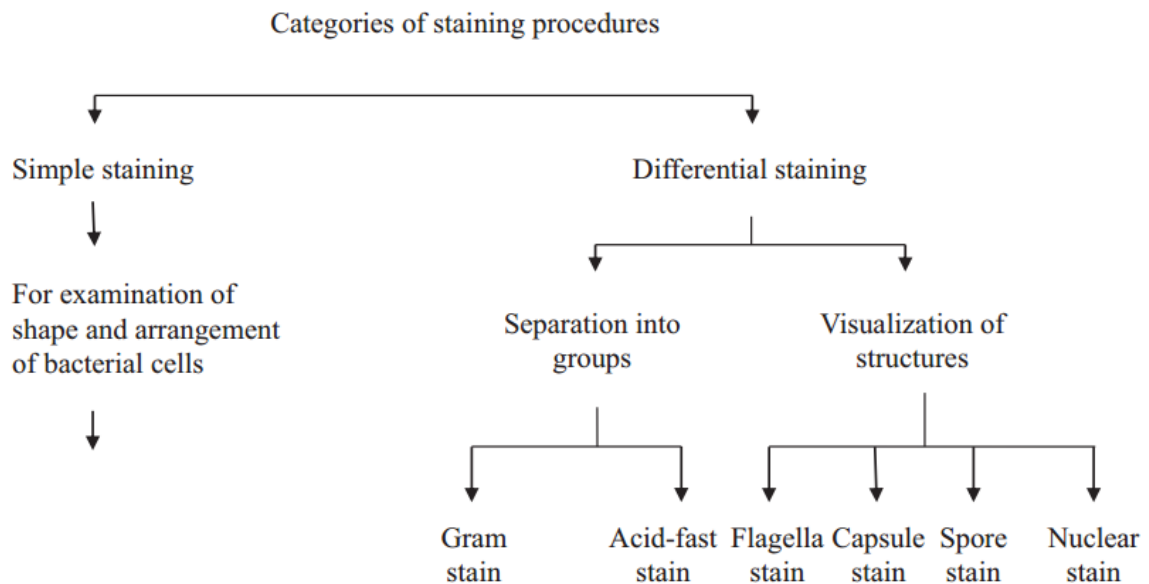 Categories of staining procedures
Simple staining
Differential staining
For examination of
shape and arrangement
of bacterial cells
Separation into
groups
Visualization of
structures
Gram
stain
Acid-fast
stain
Flagella
stain
Capsule
stain
Spore
stain
Nuclear
stain